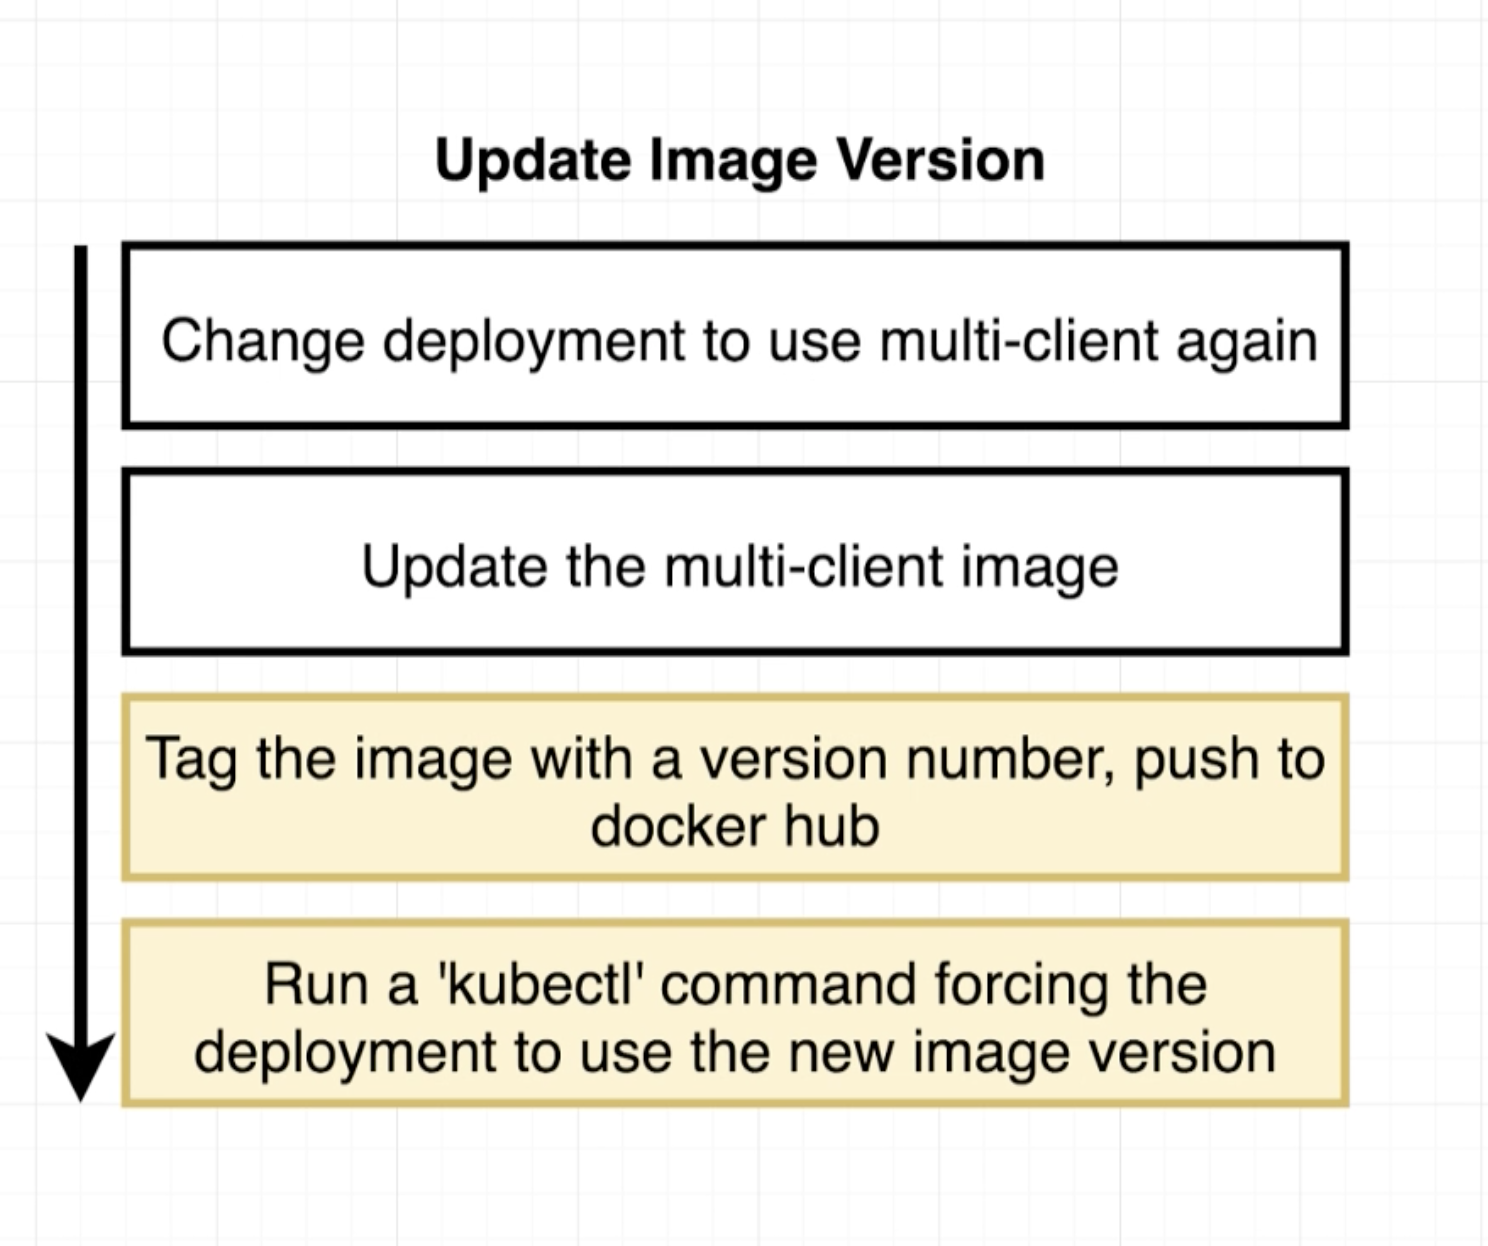 Update Image Version
Change deployment to use multi-client again
Update the multi-client image
Tag the image with a version number, push to
docker hub
Run a 'kubectl' command forcing the
deployment to use the new image version